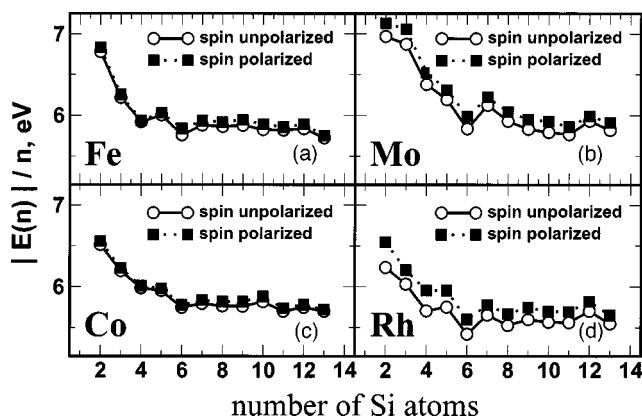 7
spin unpolarized
spin polarized
6
Fe
(a)
spin unpolarized
spin polarized
Mo
(b)
7
spin unpolarized
spin polarized
6
Co
(c)
spin unpolarized
spin polarized
Rh
(d)
2 4 6 8 10 12 14
2 4 6 8 10 12 14
number of Si atoms
| E(n) | / n, eV